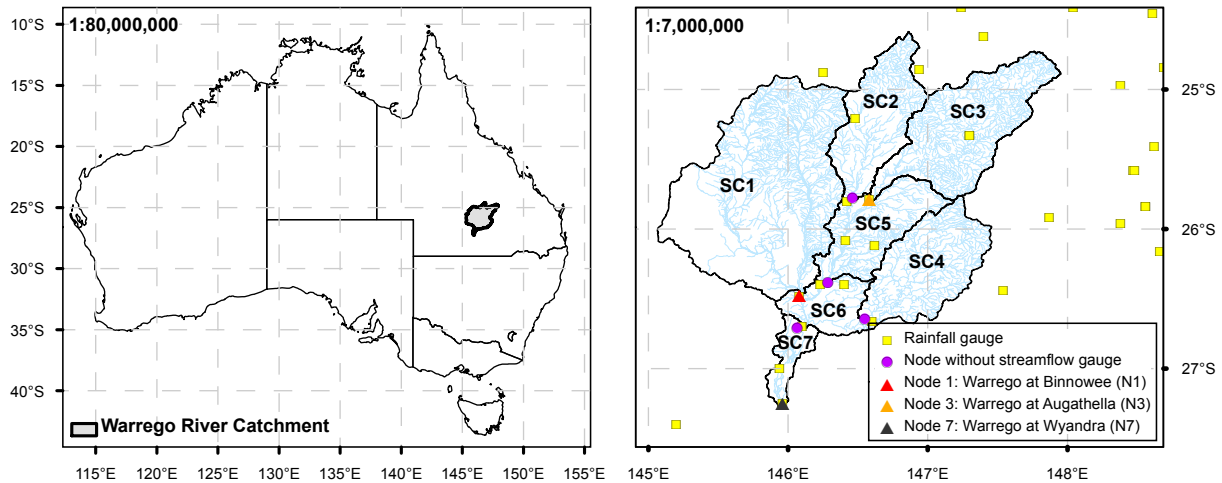 1:80,000,000
10°S
15°S
20°S
25°S
30°S
35°S
40°S
Warrego River Catchment
115°E 120°E 125°E 130°E 135°E 140°E 145°E 150°E 155°E
1:7,000,000
SC1
SC2
SC3
SC4
SC5
SC6
SC7
25°S
26°S
27°S
Rainfall gauge
Node without streamflow gauge
Node 1: Warrego at Binnowee (N1)
Node 3: Warrego at Augathella (N3)
Node 7: Warrego at Wyandra (N7)
145°E 146°E 147°E 148°E